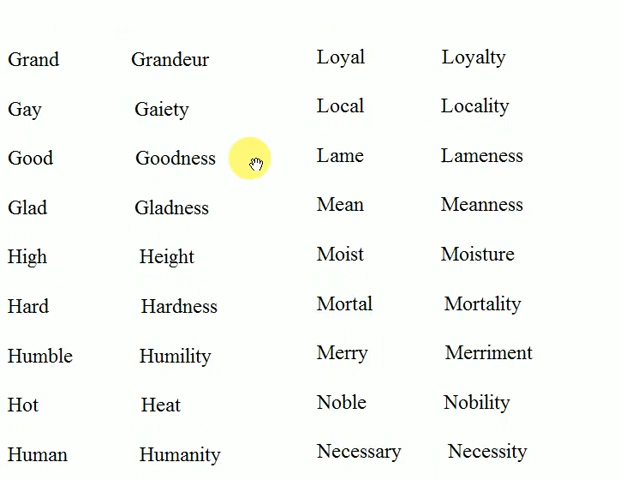 Grand Grandeur Loyal Loyalty
Gay Gaiety Local Locality
Good Goodness Lame Lameness
Glad Gladness Mean Meanness
High Height Moist Moisture
Hard Hardness Mortal Mortality
Humble Humility Merry Merriment
Hot Heat Noble Nobility
Human Humanity Necessary Necessity